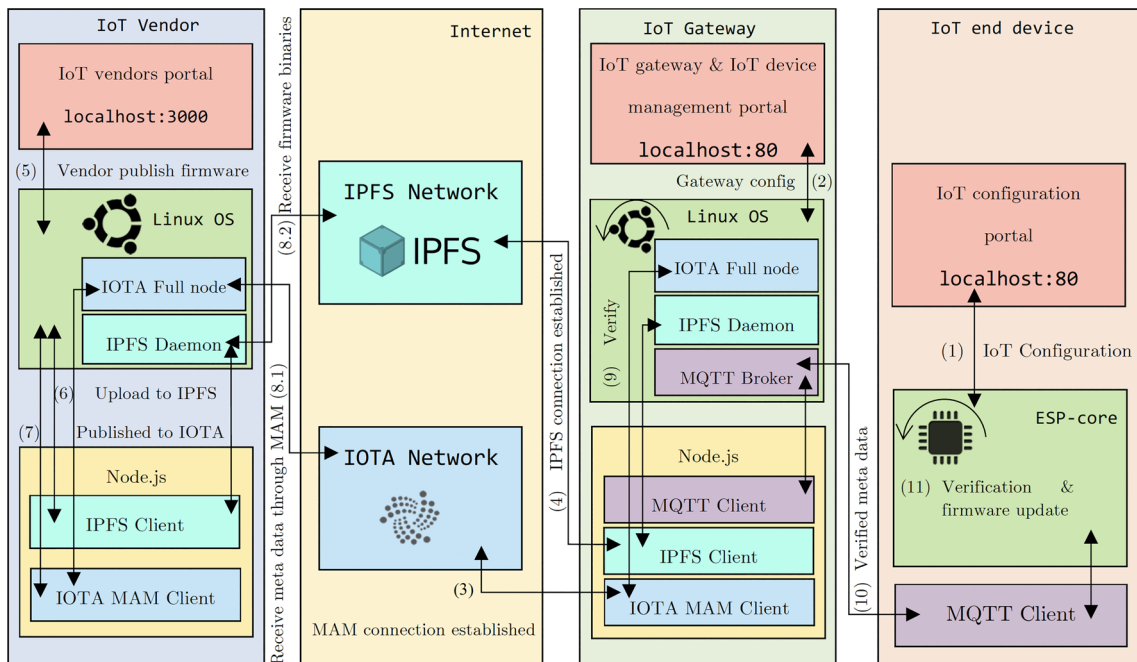 IoT Vendor
IoT vendors portal
localhost:3000
(5)
Vendor publish firmware
Linux OS
IOTA Full node
IPFS Daemon
(6)
Upload to IPFS
(7)
Published to IOTA
Node.js
IPFS Client
IOTA MAM Client
(8.2) Receive firmware binaries
Receive meta data through MAM (8.1)
Internet
IPFS Network
IPFS
IOTA Network
(3)
MAM connection established
(4) IPFS connection established
IoT Gateway
IoT gateway & IoT device
management portal
localhost:80
Gateway config
(2)
Linux OS
IOTA Full node
IPFS Daemon
MQTT Broker
(9) Verify
Node.js
MQTT Client
IPFS Client
IOTA MAM Client
(10) Verified meta data
IoT end device
IoT configuration
portal
localhost:80
(1)
IoT Configuration
ESP-core
(11) Verification &
firmware update
MQTT Client